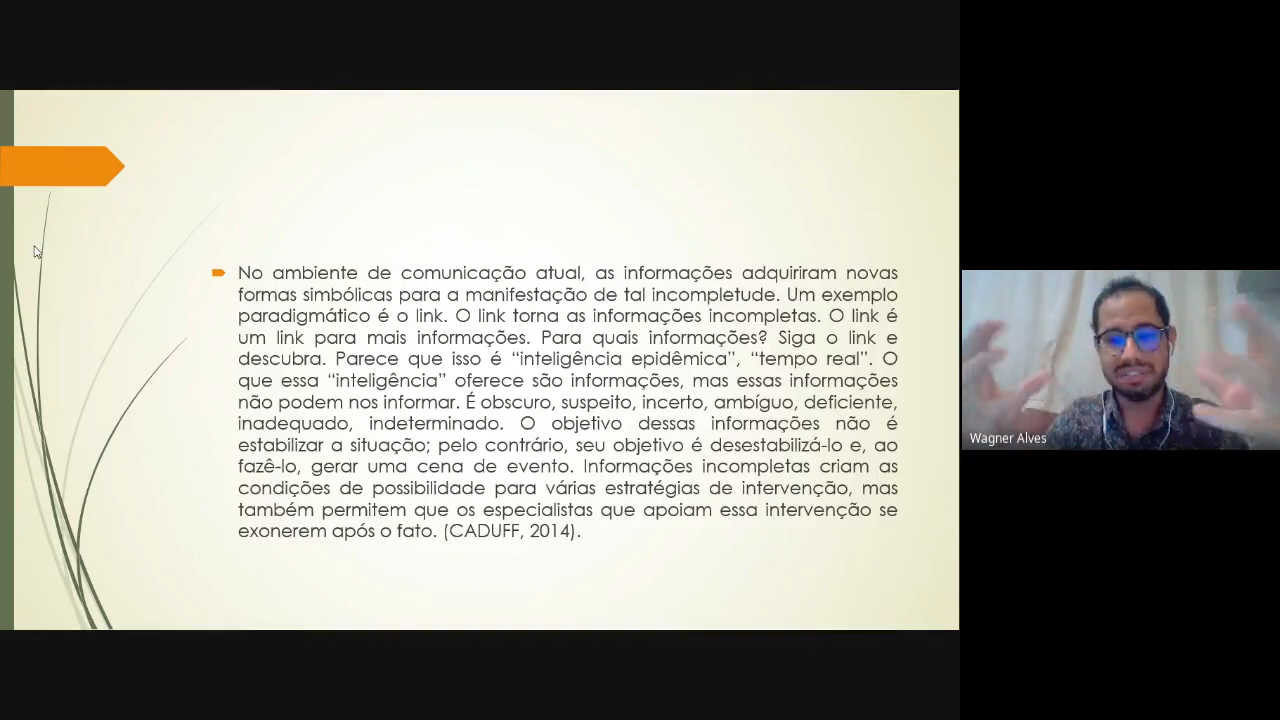 No ambiente de comunicação atual, as informações adquiriram novas
formas simbólicas para a manifestação de tal incompletude. Um exemplo
paradigmático é o link. O link torna as informações incompletas. O link é
um link para mais informações. Para quais informações? Siga o link e
descubra. Parece que isso é “inteligência epidêmica”, “tempo real”. O
que essa “inteligência” oferece são informações, mas essas informações
não podem nos informar. É obscuro, suspeito, incerto, ambíguo, deficiente,
inadequado, indeterminado. O objetivo dessas informações não é
estabilizar a situação; pelo contrário, seu objetivo é desestabilizá-lo e, ao
fazê-lo, gerar uma cena de evento. Informações incompletas criam as
condições de possibilidade para várias estratégias de intervenção, mas
também permitem que os especialistas que apoiam essa intervenção se
exonerem após o fato. (CADUFF, 2014).
Wagner Alves